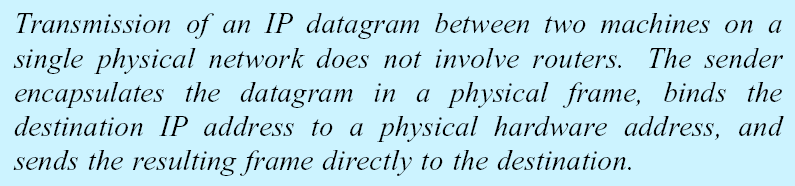 Transmission of an IP datagram between two machines on a
single physical network does not involve routers. The sender
encapsulates the datagram in a physical frame, binds the
destination IP address to a physical hardware address, and
sends the resulting frame directly to the destination.